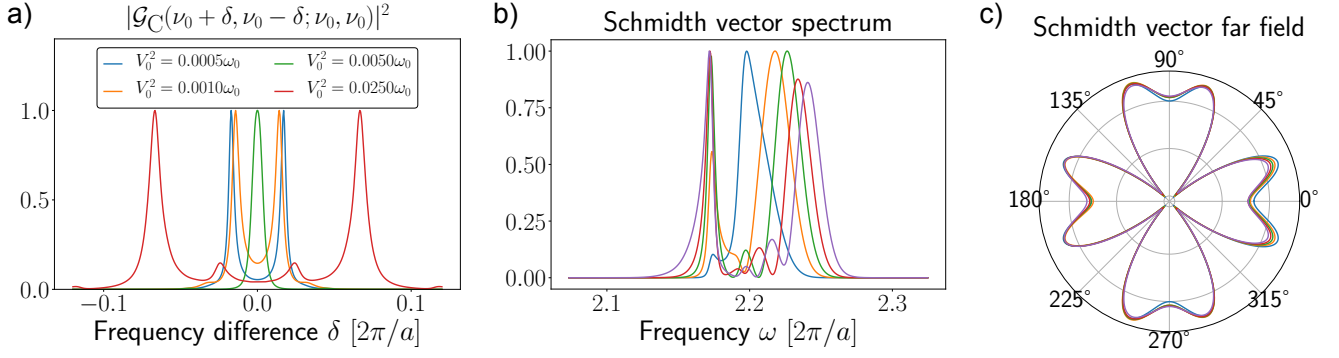 a)
|𝒢_C(ν₀ + δ, ν₀ − δ; ν₀, ν₀)|²
V₀² = 0.0005ω₀
V₀² = 0.0050ω₀
V₀² = 0.0010ω₀
V₀² = 0.0250ω₀
1.0
0.5
0.0
−0.1
0.0
0.1
Frequency difference δ [2π/a]
b)
Schmidth vector spectrum
1.00
0.75
0.50
0.25
0.00
2.1
2.2
2.3
Frequency ω [2π/a]
c)
Schmidth vector far field
90°
135°
45°
180°
0°
225°
315°
270°